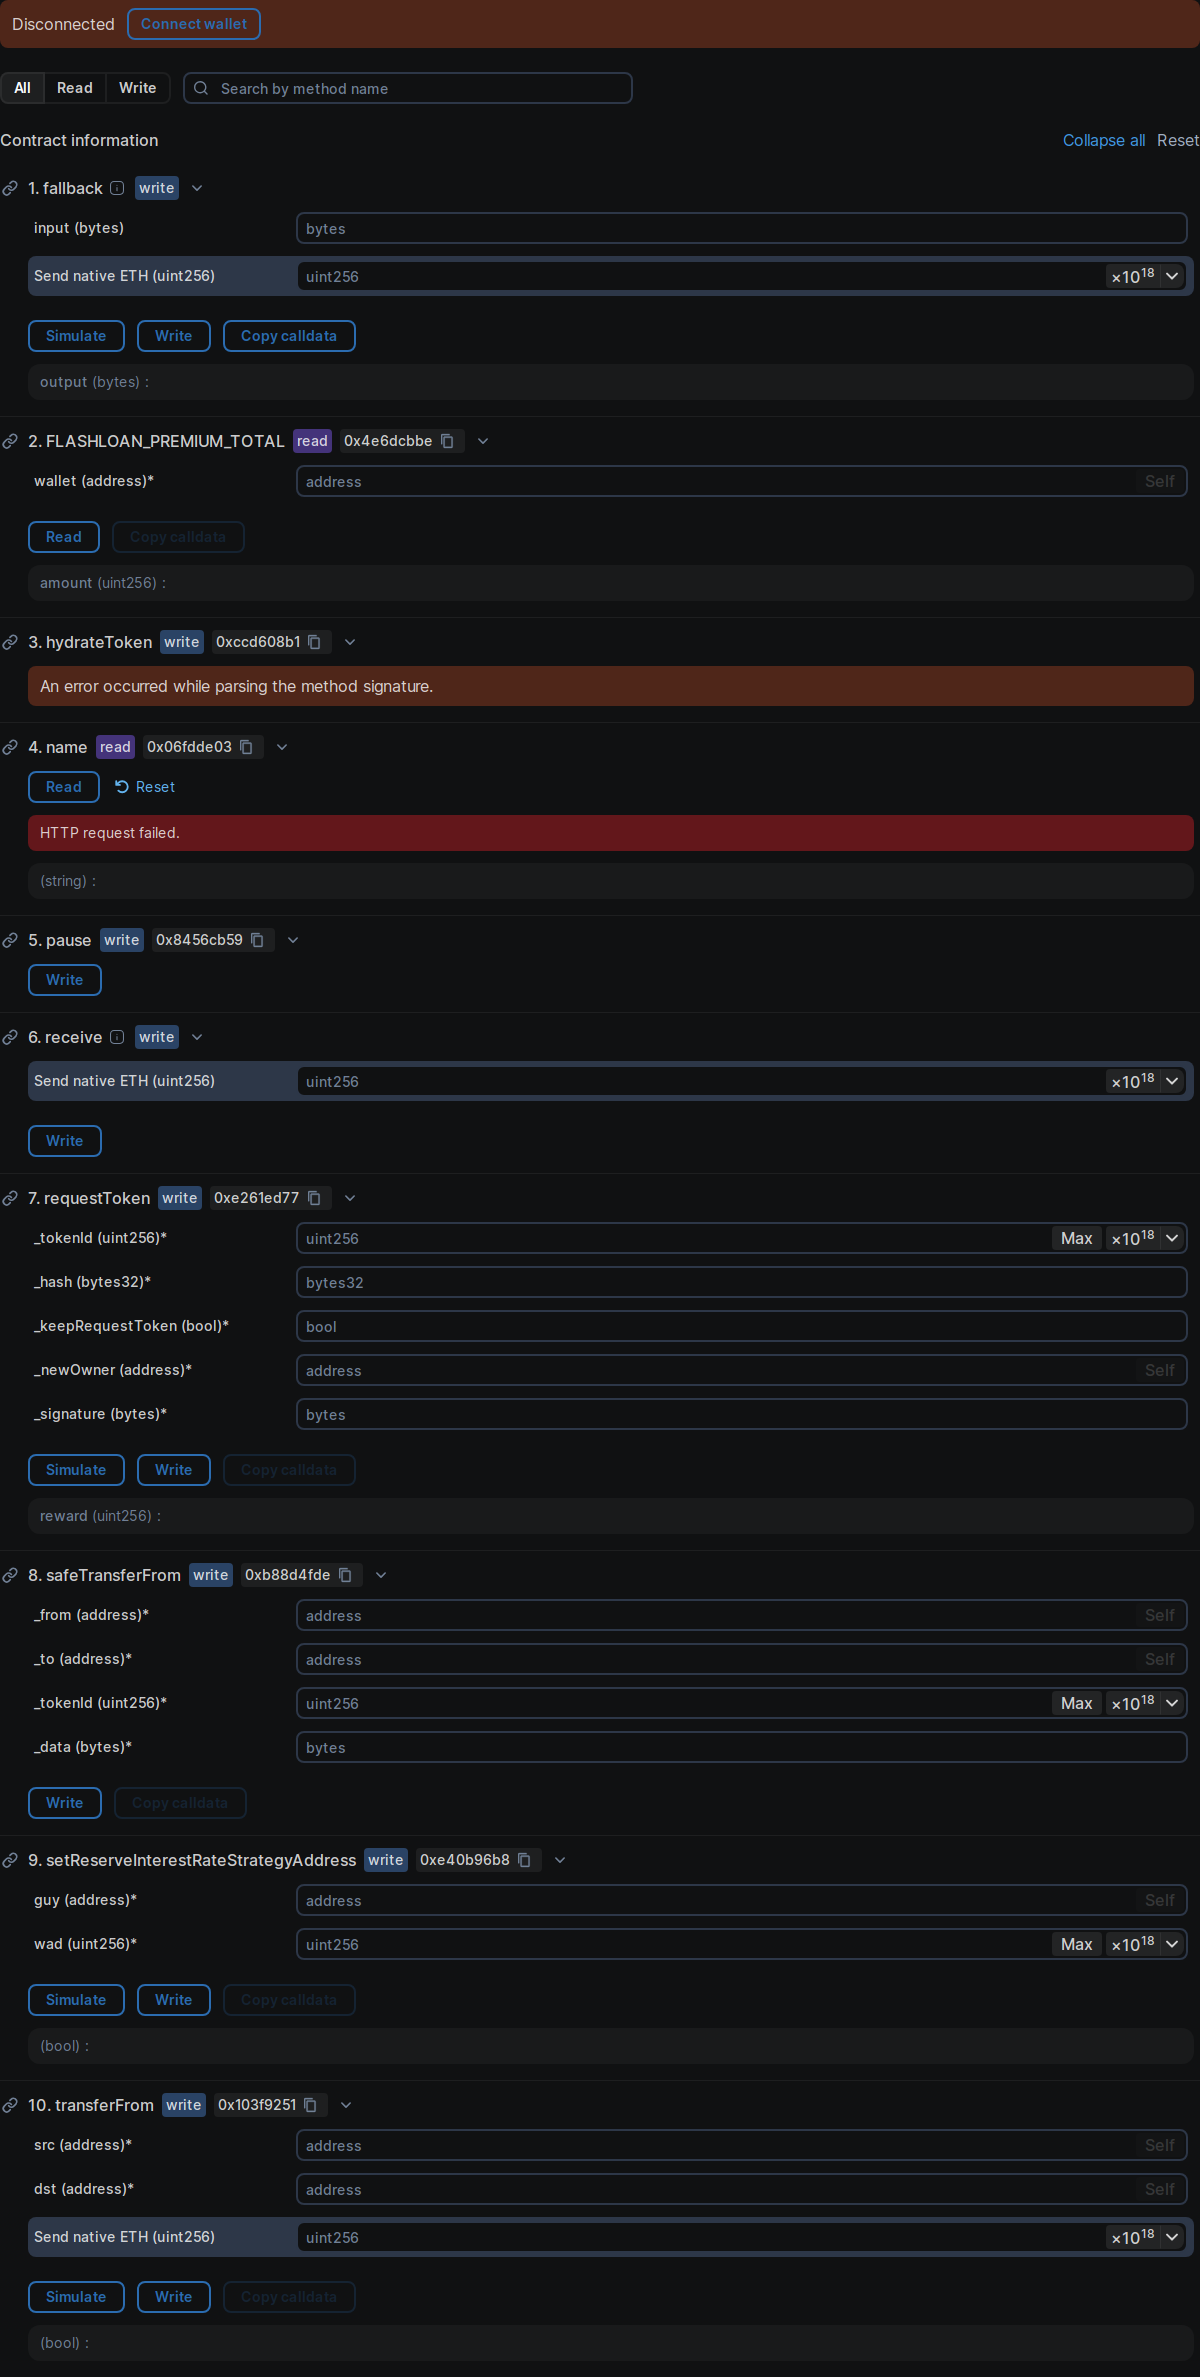 Disconnected Connect wallet
All Read Write Search by method name
Contract information Collapse all Reset
1. fallback write
input (bytes) bytes
Send native ETH (uint256) uint256 ×10^18
Simulate Write Copy calldata
output (bytes) :
2. FLASHLOAN_PREMIUM_TOTAL read 0x4e6dcbbe
wallet (address)* address Self
Read Copy calldata
amount (uint256) :
3. hydrateToken write 0xccd608b1
An error occurred while parsing the method signature.
4. name read 0x06fdde03
Read Reset
HTTP request failed.
(string) :
5. pause write 0x8456cb59
Write
6. receive write
Send native ETH (uint256) uint256 ×10^18
Write
7. requestToken write 0xe261ed77
_tokenId (uint256)* uint256 Max ×10^18
_hash (bytes32)* bytes32
_keepRequestToken (bool)* bool
_newOwner (address)* address Self
_signature (bytes)* bytes
Simulate Write Copy calldata
reward (uint256) :
8. safeTransferFrom write 0xb88d4fde
_from (address)* address Self
_to (address)* address Self
_tokenId (uint256)* uint256 Max ×10^18
_data (bytes)* bytes
Write Copy calldata
9. setReserveInterestRateStrategyAddress write 0xe40b96b8
guy (address)* address Self
wad (uint256)* uint256 Max ×10^18
Simulate Write Copy calldata
(bool) :
10. transferFrom write 0x103f9251
src (address)* address Self
dst (address)* address Self
Send native ETH (uint256) uint256 ×10^18
Simulate Write Copy calldata
(bool) :